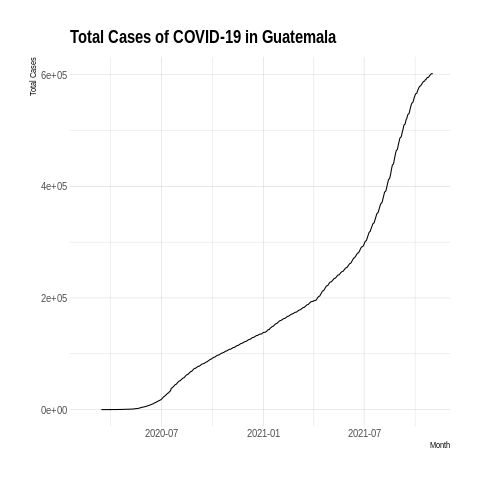 Total Cases of COVID-19 in Guatemala
Total Cases
6e+05
4e+05
2e+05
0e+00
2020-07
2021-01
2021-07
Month